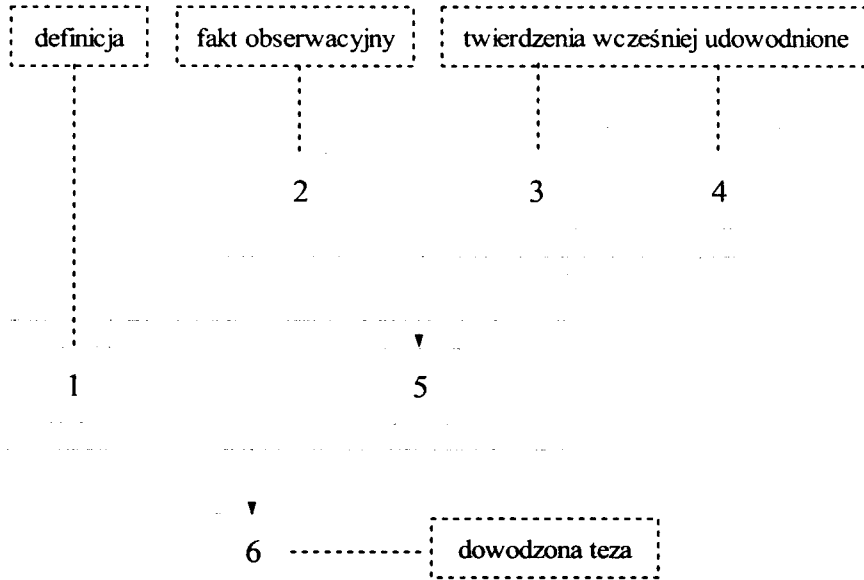 definicja fakt obserwacyjny twierdzenia wcześniej udowodnione
2 3 4
1 5
6 dowodzona teza